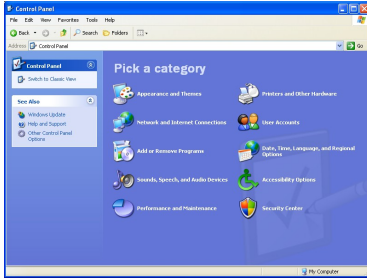 Control Panel
File Edit View Favorites Tools Help
Back Search Folders
Address Control Panel Go
Control Panel
Switch to Classic View
See Also
Windows Update
Help and Support
Other Control Panel
Options
Pick a category
Appearance and Themes
Printers and Other Hardware
Network and Internet Connections
User Accounts
Add or Remove Programs
Date, Time, Language, and Regional
Options
Sounds, Speech, and Audio Devices
Accessibility Options
Performance and Maintenance
Security Center
My Computer